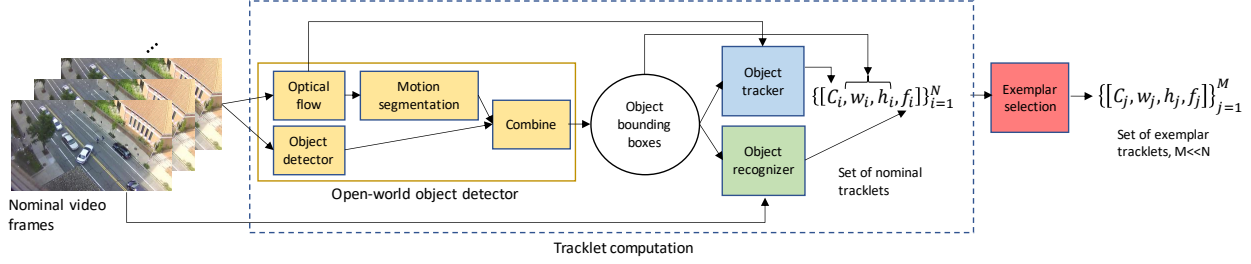 ...
Optical
flow
Motion
segmentation
Object
detector
Combine
Open-world object detector
Object
bounding
boxes
Object
tracker
Object
recognizer
{[C_i, w_i, h_i, f_i]}_{i=1}^N
Set of nominal
tracklets
Exemplar
selection
{[C_j, w_j, h_j, f_j]}_{j=1}^M
Set of exemplar
tracklets, M<<N
Nominal video
frames
Tracklet computation